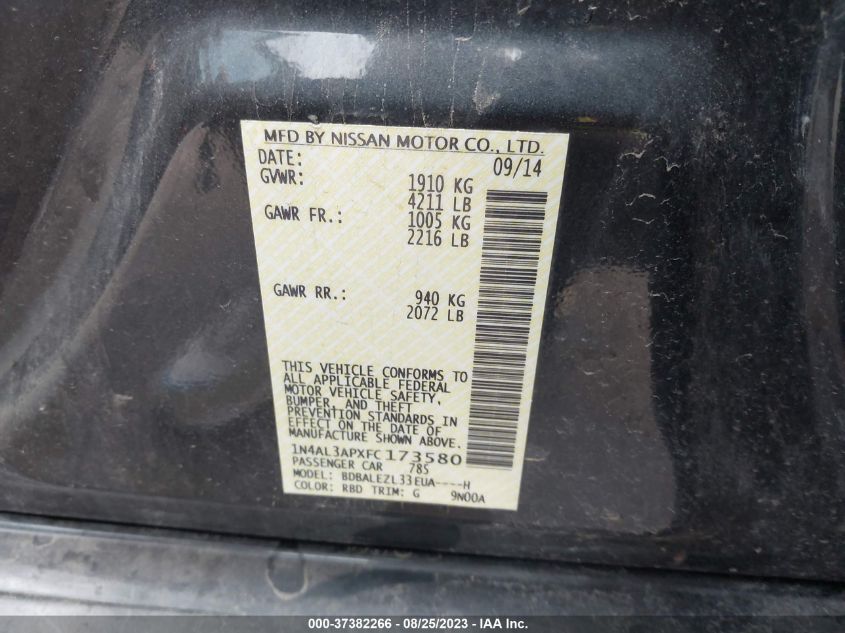 MFD BY NISSAN MOTOR CO., LTD.
DATE: 09/14
GVWR: 1910 KG
4211 LB
GAWR FR.: 1005 KG
2216 LB
GAWR RR.: 940 KG
2072 LB
THIS VEHICLE CONFORMS TO
ALL APPLICABLE FEDERAL
MOTOR VEHICLE SAFETY,
BUMPER, AND THEFT
PREVENTION STANDARDS IN
EFFECT ON THE DATE OF
MANUFACTURE SHOWN ABOVE.
1N4AL3APXFC173580
PASSENGER CAR 785
MODEL: BDBALEZL33EUA----H
COLOR: RBD TRIM: G 9N00A
000-37382266 - 08/25/2023 - IAA Inc.